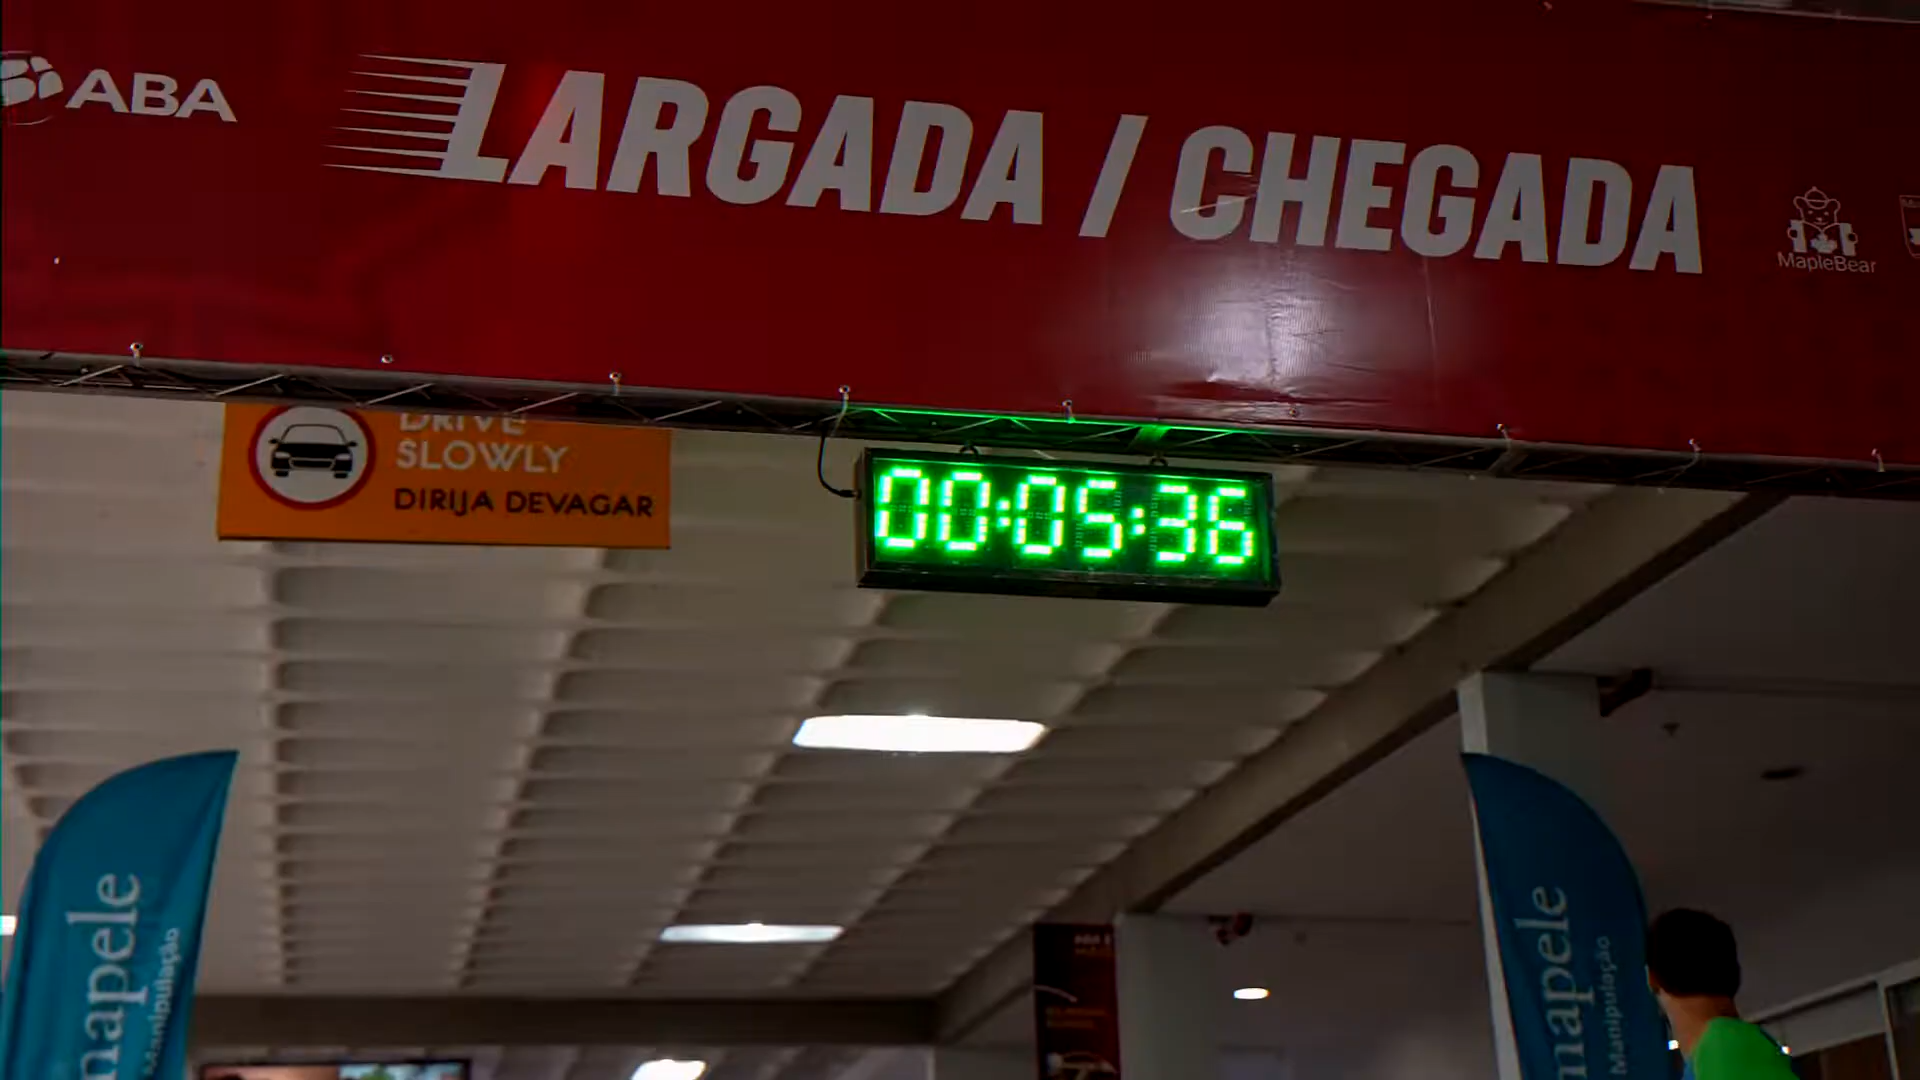 ABA
LARGADA / CHEGADA
MapleBear
DRIVE
SLOWLY
DIRIJA DEVAGAR
00:05:36
mapele
Manipulação
mapele
Manipulação